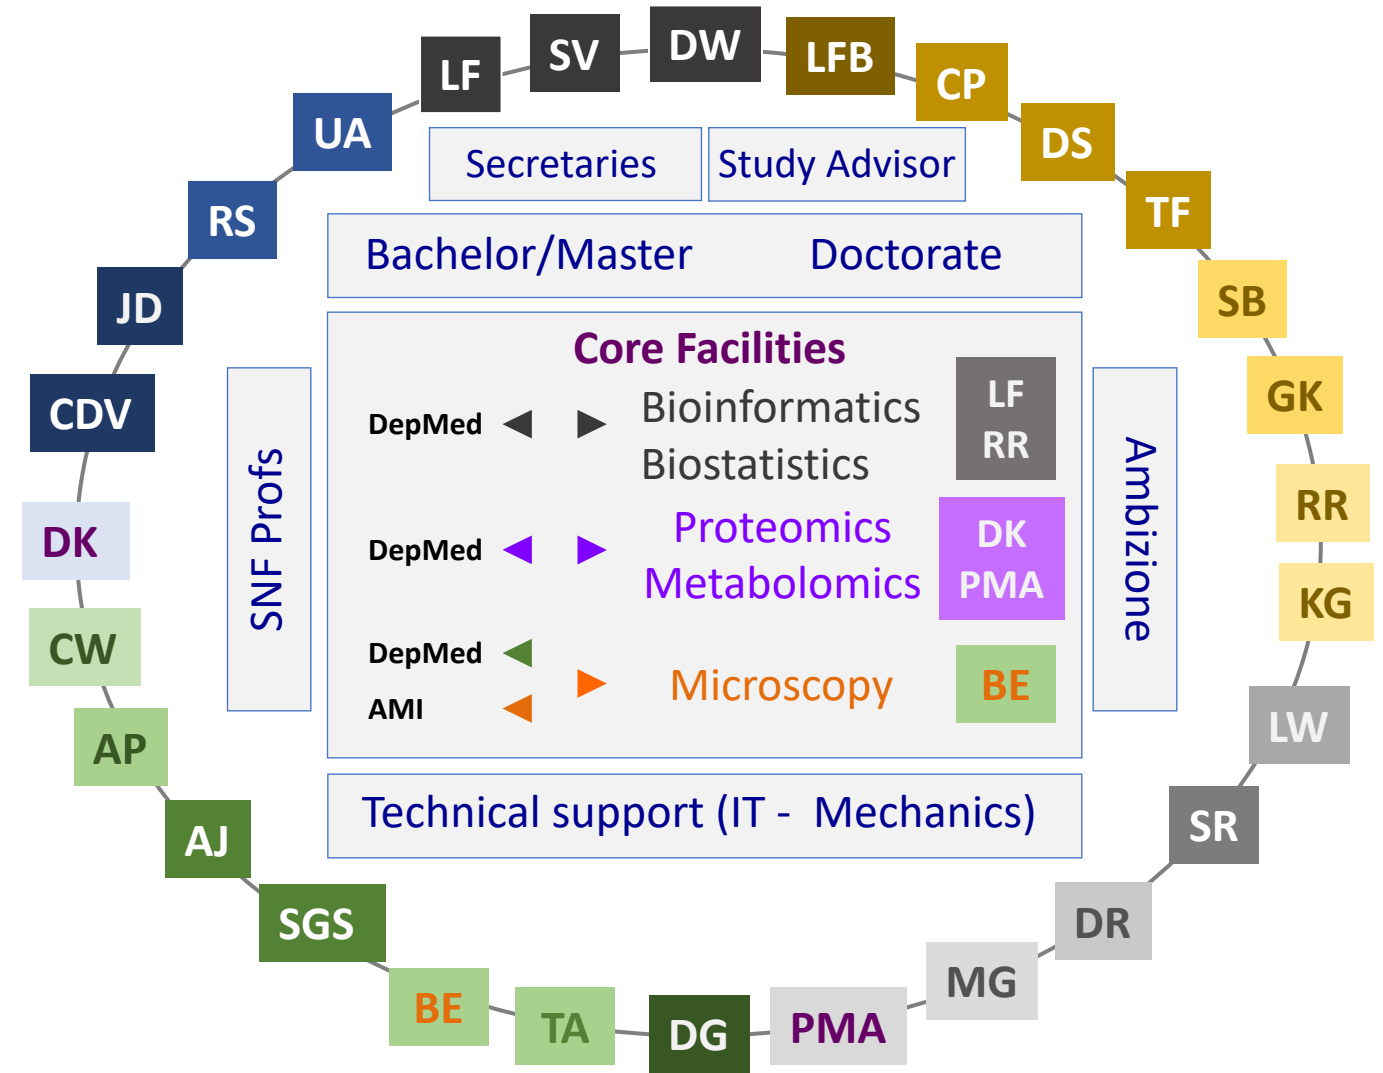 DW
LFB
SV
LF
CP
UA
DS
Secretaries
Study Advisor
TF
RS
Bachelor/Master Doctorate
SB
JD
Core Facilities
GK
CDV
DepMed
Bioinformatics
Biostatistics
LF
RR
SNF Profs
Ambizione
RR
DK
DepMed
Proteomics
Metabolomics
DK
PMA
KG
CW
DepMed
AMI
Microscopy
BE
LW
AP
Technical support (IT - Mechanics)
SR
AJ
SGS
DR
MG
BE
TA
DG
PMA